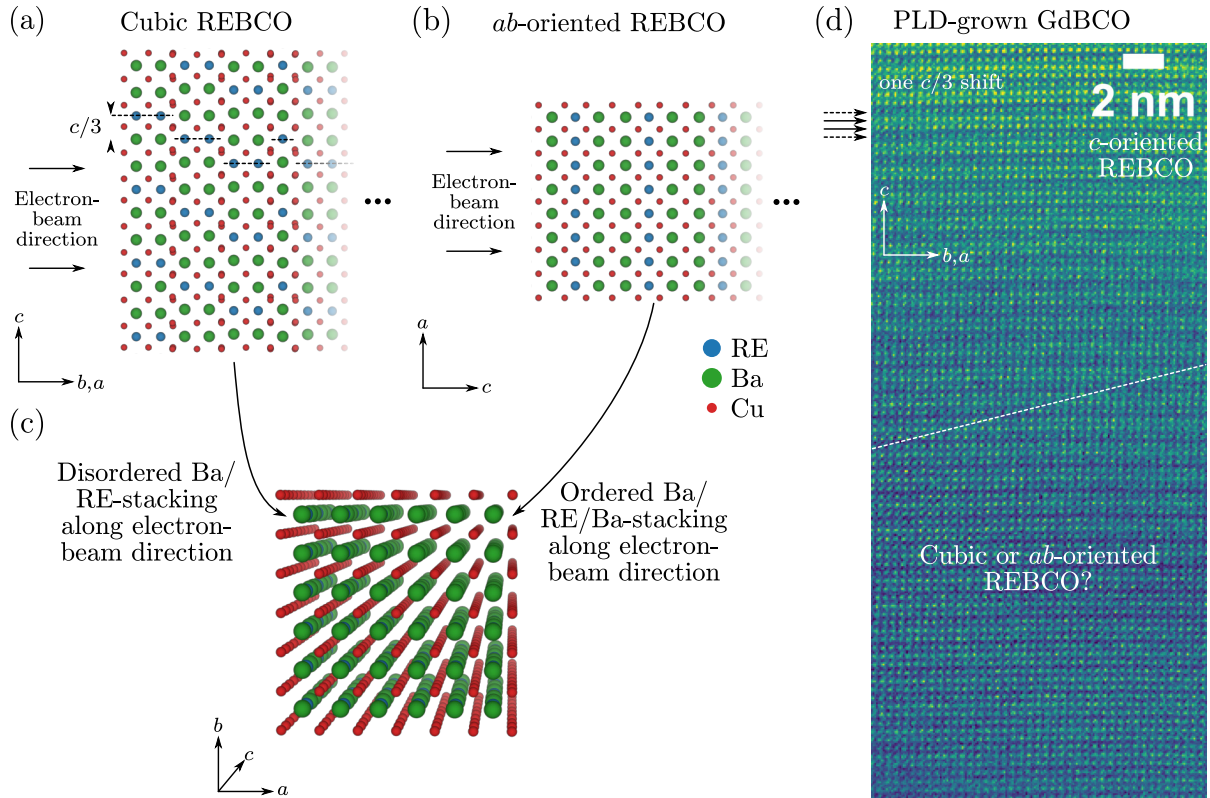 (a)
Cubic REBCO
c/3
Electron-
beam
direction
c
b,a
(b)
ab-oriented REBCO
Electron-
beam
direction
a
c
RE
Ba
Cu
(c)
Disordered Ba/
RE-stacking
along electron-
beam direction
Ordered Ba/
RE/Ba-stacking
along electron-
beam direction
b
c
a
(d)
PLD-grown GdBCO
one c/3 shift
2 nm
c-oriented
REBCO
c
b,a
Cubic or ab-oriented
REBCO?